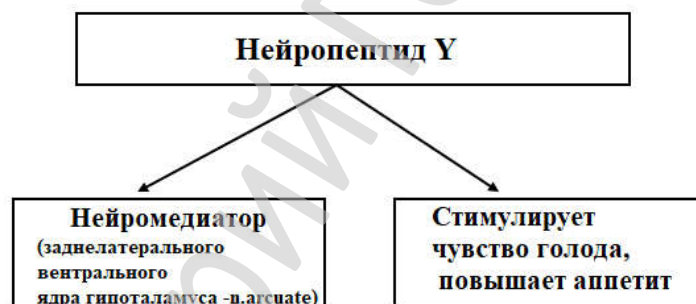 Нейропептид Y
Нейромедиатор
(заднелатерального
вентрального
ядра гипоталамуса -n.arcuate)
Стимулирует
чувство голода,
повышает аппетит